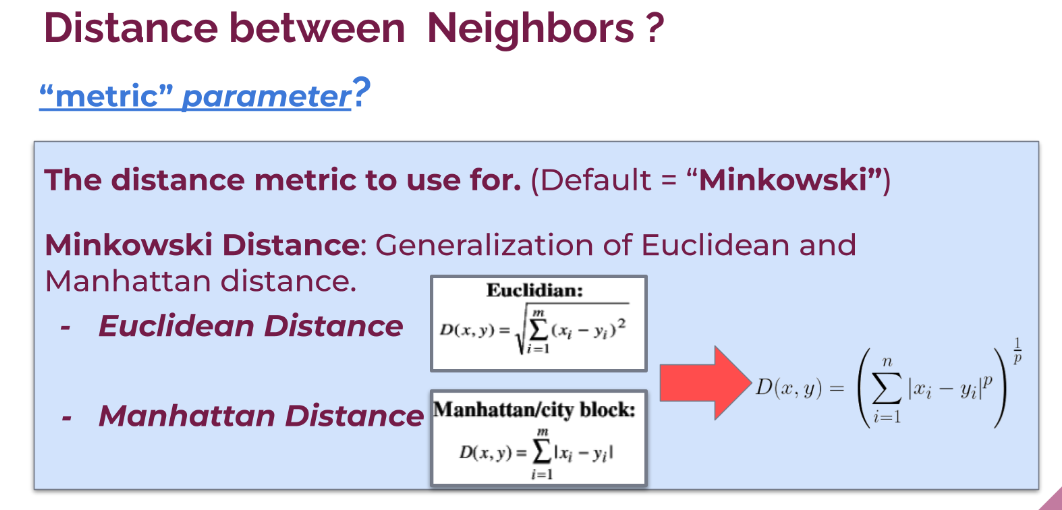 Distance between Neighbors ?
“metric” parameter?
The distance metric to use for. (Default = “Minkowski”)
Minkowski Distance: Generalization of Euclidean and
Manhattan distance.
- Euclidean Distance
Euclidian:
D(x, y) = √(∑_{i=1}^{m} (x_i − y_i)²)
- Manhattan Distance
Manhattan/city block:
D(x, y) = ∑_{i=1}^{m} |x_i − y_i|
D(x, y) = (∑_{i=1}^{n} |x_i − y_i|^p)^{1/p}